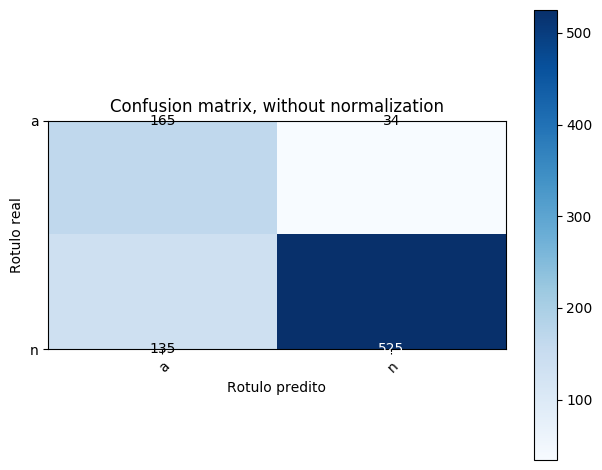 Confusion matrix, without normalization
a
165
34
Rotulo real
n
135
525
a
n
Rotulo predito
500
400
300
200
100